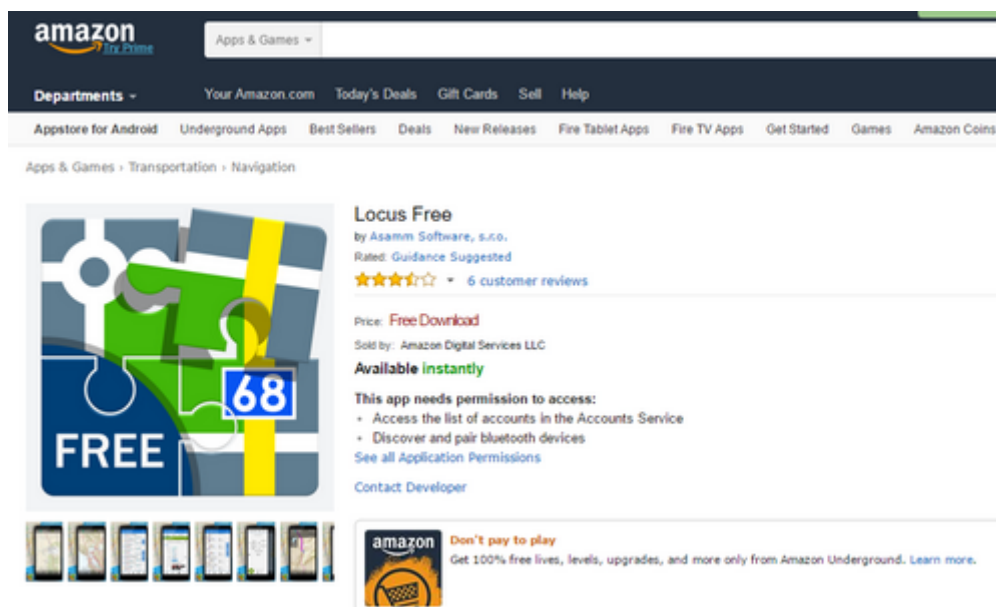 amazon
Try Prime
Apps & Games
Departments
Your Amazon.com Today's Deals Gift Cards Sell Help
Appstore for Android Underground Apps Best Sellers Deals New Releases Fire Tablet Apps Fire TV Apps Get Started Games Amazon Coins
Apps & Games › Transportation › Navigation
Locus Free
by Asamm Software, s.r.o.
Rated: Guidance Suggested
6 customer reviews
Price: Free Download
Sold by: Amazon Digital Services LLC
Available instantly
This app needs permission to access:
• Access the list of accounts in the Accounts Service
• Discover and pair bluetooth devices
See all Application Permissions
Contact Developer
68
FREE
amazon
Don't pay to play
Get 100% free lives, levels, upgrades, and more only from Amazon Underground. Learn more.